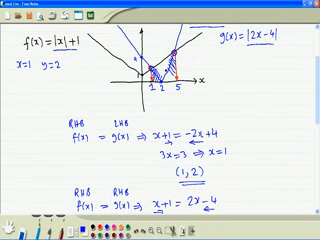 f(x) = |x|+1
g(x) = |2x-4|
x=1 y=2
4
1
1 2 5 x
RHB LHB
f(x) = g(x) ⇒ x+1 = -2x+4
3x=3 ⇒ x=1
(1,2)
RHB RHB
f(x) = g(x) ⇒ x+1 = 2x-4